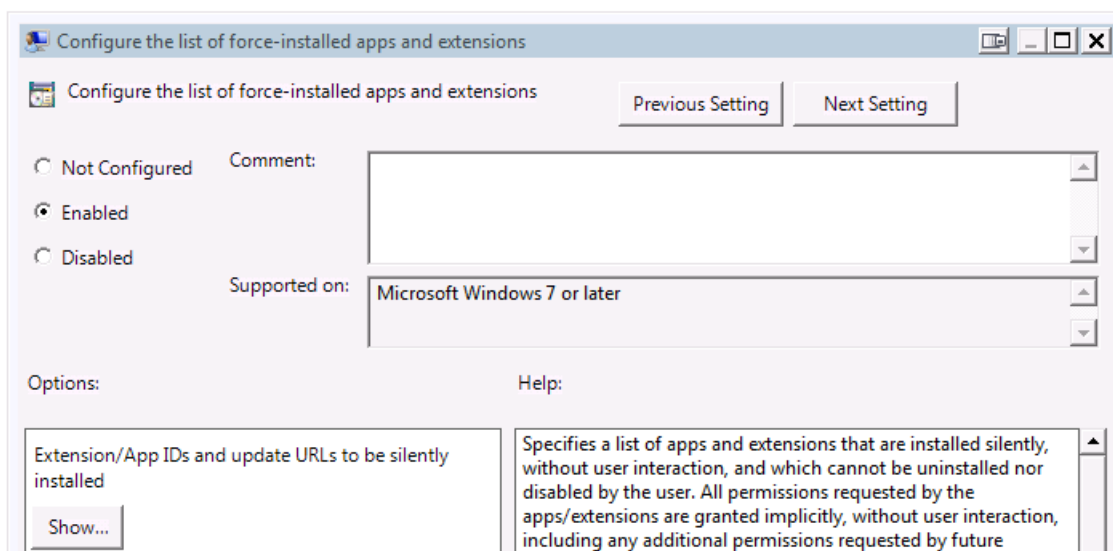 Configure the list of force-installed apps and extensions
Configure the list of force-installed apps and extensions
Previous Setting
Next Setting
Not Configured
Comment:
Enabled
Disabled
Supported on:
Microsoft Windows 7 or later
Options:
Help:
Extension/App IDs and update URLs to be silently
installed
Show...
Specifies a list of apps and extensions that are installed silently,
without user interaction, and which cannot be uninstalled nor
disabled by the user. All permissions requested by the
apps/extensions are granted implicitly, without user interaction,
including any additional permissions requested by future